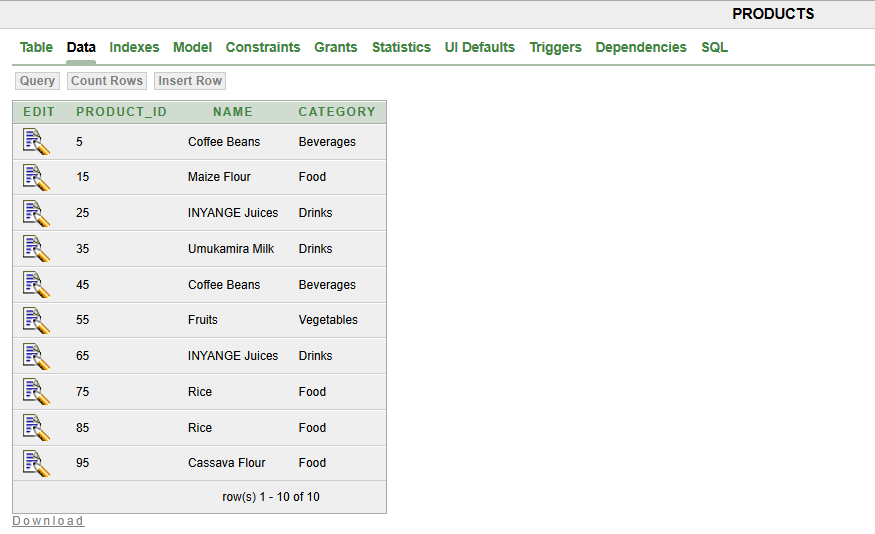 PRODUCTS
Table Data Indexes Model Constraints Grants Statistics UI Defaults Triggers Dependencies SQL
Query Count Rows Insert Row
EDIT PRODUCT_ID NAME CATEGORY
5 Coffee Beans Beverages
15 Maize Flour Food
25 INYANGE Juices Drinks
35 Umukamira Milk Drinks
45 Coffee Beans Beverages
55 Fruits Vegetables
65 INYANGE Juices Drinks
75 Rice Food
85 Rice Food
95 Cassava Flour Food
row(s) 1 - 10 of 10
Download